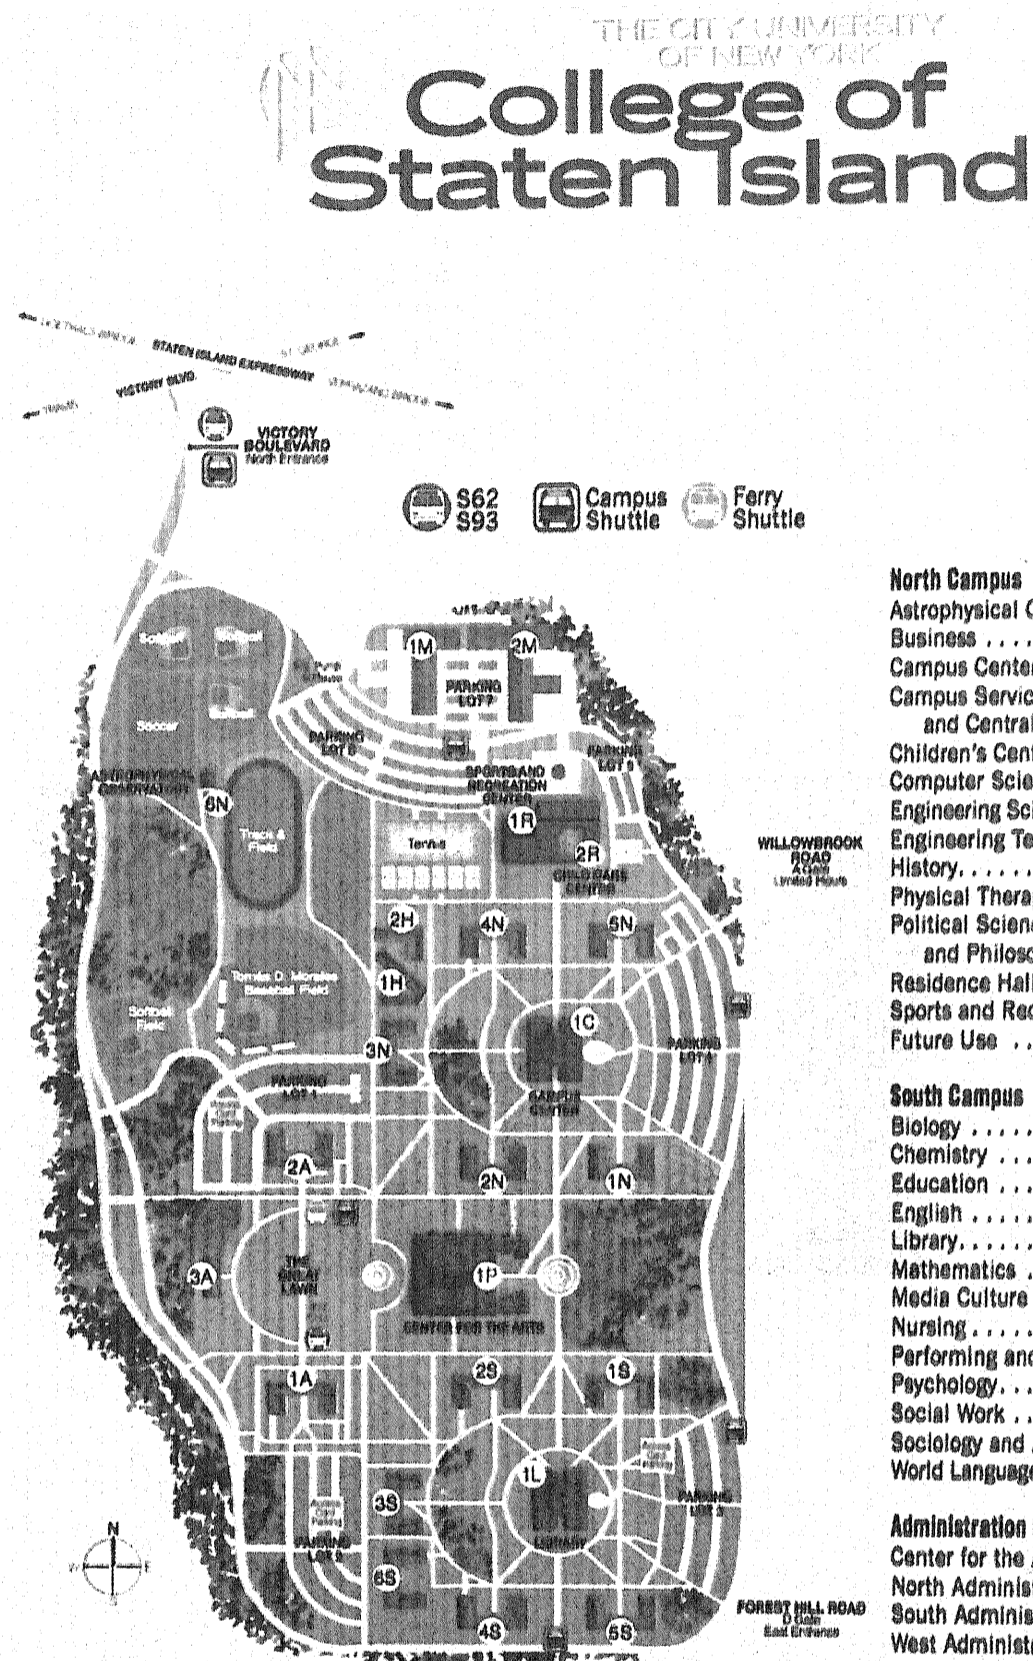 THE CITY UNIVERSITY
OF NEW YORK
College of
Staten Island
STATEN ISLAND EXPRESSWAY
VICTORY BLVD.
VICTORY
BOULEVARD
North Entrance
S62
S93
Campus
Shuttle
Ferry
Shuttle
1M
2M
PARKING
LOT 7
Soccer
PARKING
LOT 6
PARKING
LOT 5
ASTROPHYSICAL
OBSERVATORY
SPORTS AND
RECREATION
CENTER
6N
1R
Track &
Field
Tennis
2R
CHILD CARE
CENTER
WILLOWBROOK
ROAD
Limited Hours
2H
4N
5N
Tomás D. Morales
Baseball Field
1H
Softball
Field
1C
3N
PARKING
LOT 4
CAMPUS
CENTER
PARKING
LOT 1
2A
2N
1N
THE
GREAT
LAWN
3A
1P
CENTER FOR THE ARTS
1A
2S
1S
1L
3S
PARKING
LOT 3
LIBRARY
PARKING
LOT 2
6S
4S
5S
N
FOREST HILL ROAD
East Entrance
North Campus
Astrophysical
Business . . . .
Campus Center
Campus Servic
and Central
Children's Cent
Computer Scie
Engineering Sci
Engineering Te
History. . . . . .
Physical Thera
Political Scien
and Philoso
Residence Hall
Sports and Rec
Future Use . .
South Campus
Biology . . . . .
Chemistry . . .
Education . . .
English . . . . .
Library. . . . . .
Mathematics .
Media Culture
Nursing . . . . .
Performing and
Psychology. . .
Social Work . .
Sociology and
World Language
Administration
Center for the
North Adminis
South Adminis
West Administ